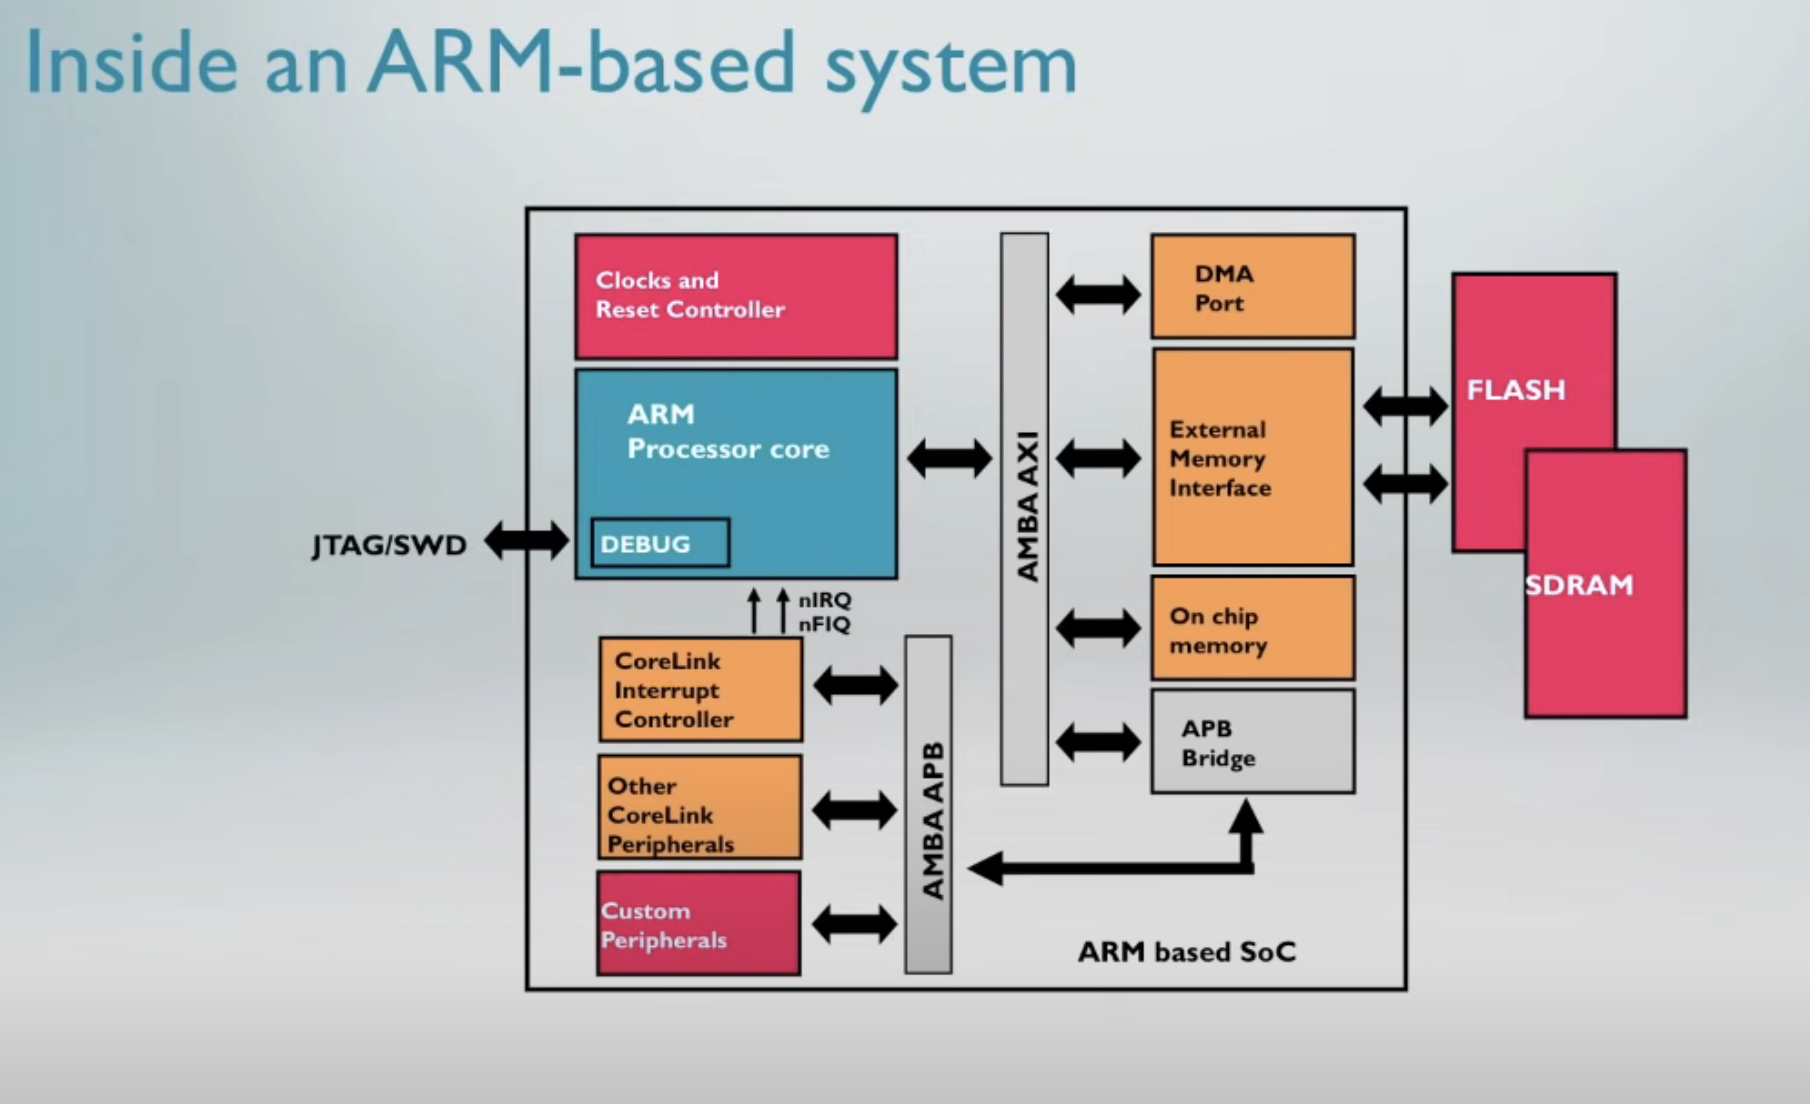 Inside an ARM-based system
Clocks and
Reset Controller
ARM
Processor core
DEBUG
JTAG/SWD
nIRQ
nFIQ
CoreLink
Interrupt
Controller
Other
CoreLink
Peripherals
Custom
Peripherals
AMBA APB
AMBA AXI
DMA
Port
External
Memory
Interface
On chip
memory
APB
Bridge
ARM based SoC
FLASH
SDRAM